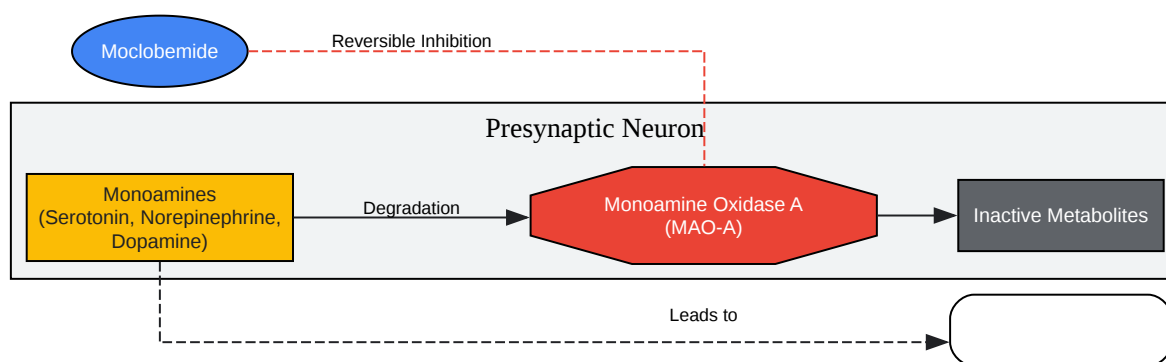 Moclobemide
Reversible Inhibition
Presynaptic Neuron
Monoamines
(Serotonin, Norepinephrine,
Dopamine)
Degradation
Monoamine Oxidase A
(MAO-A)
Inactive Metabolites
Leads to